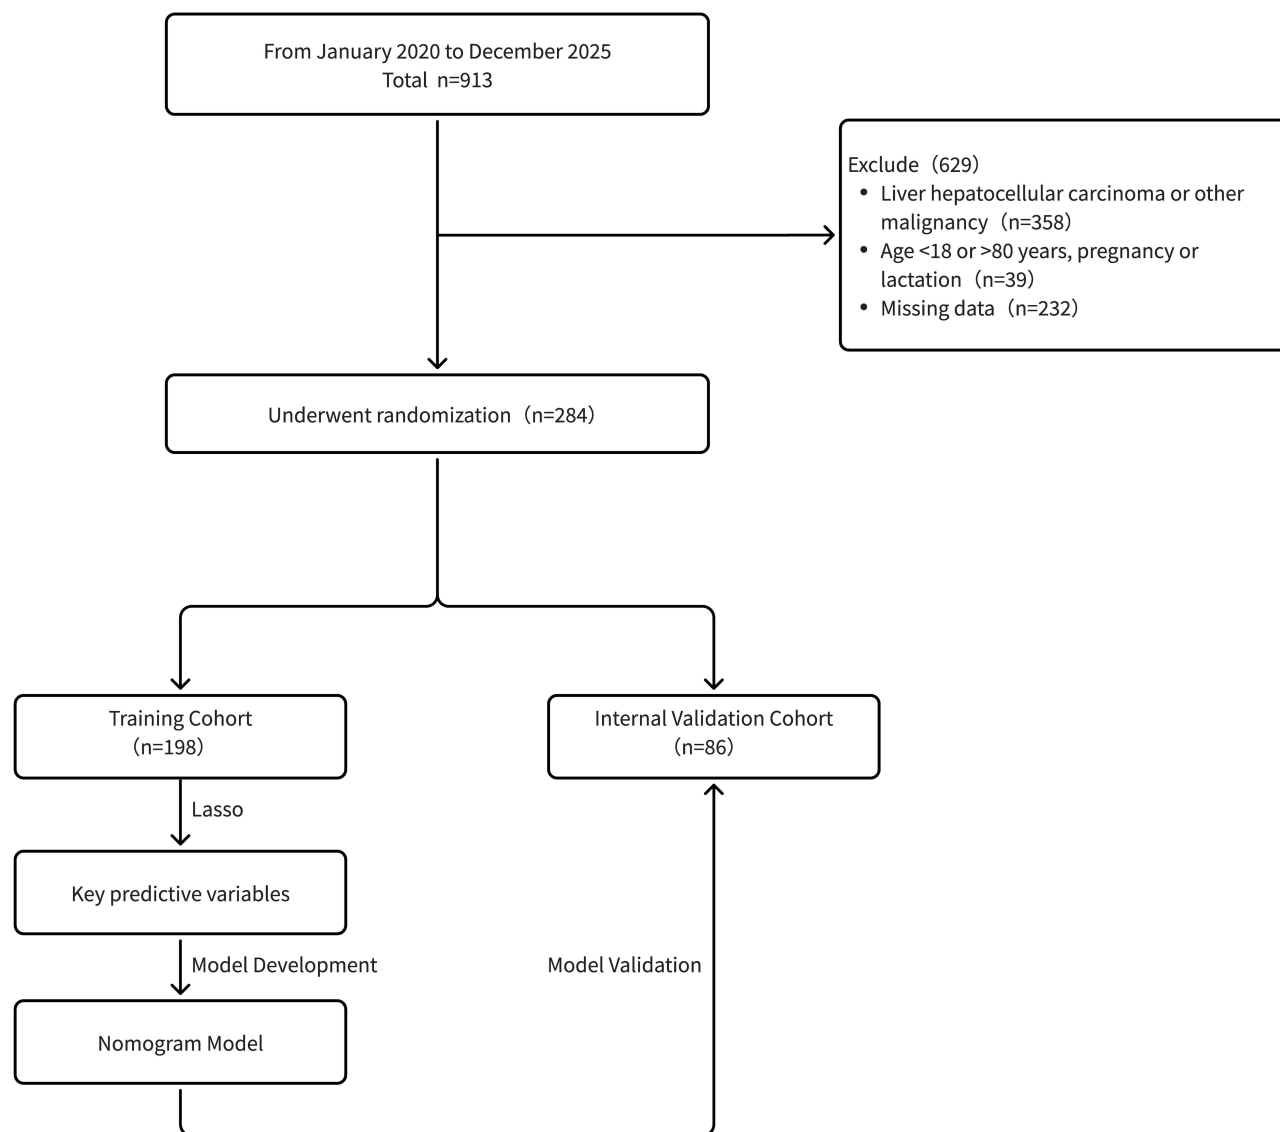 From January 2020 to December 2025
Total  n=913
Exclude（629）
• Liver hepatocellular carcinoma or other
malignancy（n=358）
• Age <18 or >80 years, pregnancy or
lactation（n=39）
• Missing data（n=232）
Underwent randomization（n=284）
Training Cohort
（n=198）
Internal Validation Cohort
（n=86）
Lasso
Key predictive variables
Model Development
Model Validation
Nomogram Model